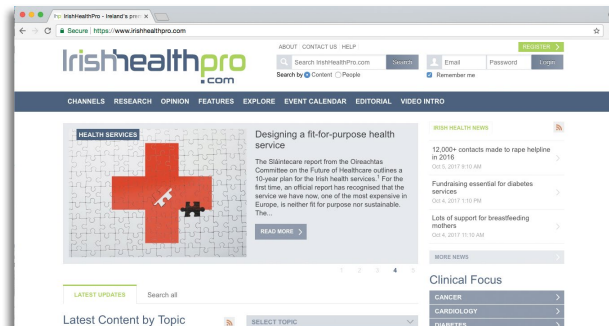 IrishHealthPro - Ireland's prem
Secure | https://www.irishhealthpro.com
ABOUT CONTACT US HELP
REGISTER
Irishhealthpro
.com
Search IrishHealthPro.com
Search
Email
Password
Login
Search by Content People
Remember me
CHANNELS RESEARCH OPINION FEATURES EXPLORE EVENT CALENDAR EDITORIAL VIDEO INTRO
HEALTH SERVICES
Designing a fit-for-purpose health
service
The Sláintecare report from the Oireachtas
Committee on the Future of Healthcare outlines a
10-year plan for the Irish health services.¹ For the
first time, an official report has recognised that the
service we have now, one of the most expensive in
Europe, is neither fit for purpose nor sustainable.
The...
READ MORE
1 2 3 4 5
IRISH HEALTH NEWS
12,000+ contacts made to rape helpline
in 2016
Oct 5, 2017 8:10 AM
Fundraising essential for diabetes
services
Oct 4, 2017 1:10 PM
Lots of support for breastfeeding
mothers
Oct 4, 2017 11:10 AM
MORE NEWS
Clinical Focus
CANCER
CARDIOLOGY
DIABETES
LATEST UPDATES
Search all
Latest Content by Topic
SELECT TOPIC